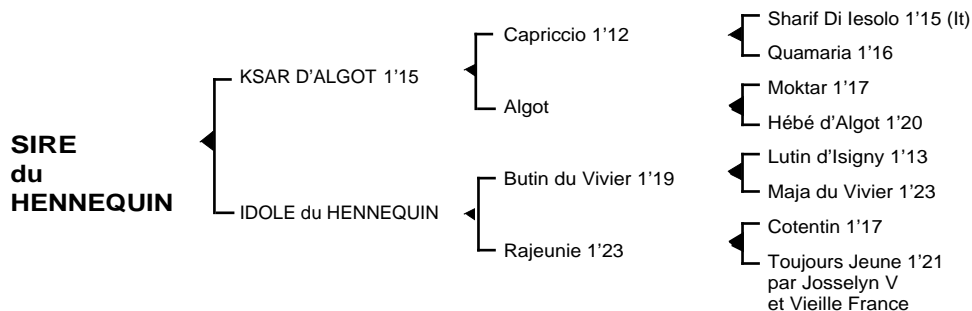 SIRE
du
HENNEQUIN
KSAR D'ALGOT 1'15
IDOLE du HENNEQUIN
Capriccio 1'12
Algot
Butin du Vivier 1'19
Rajeunie 1'23
Sharif Di Iesolo 1'15 (It)
Quamaria 1'16
Moktar 1'17
Hébé d'Algot 1'20
Lutin d'Isigny 1'13
Maja du Vivier 1'23
Cotentin 1'17
Toujours Jeune 1'21
par Josselyn V
et Vieille France